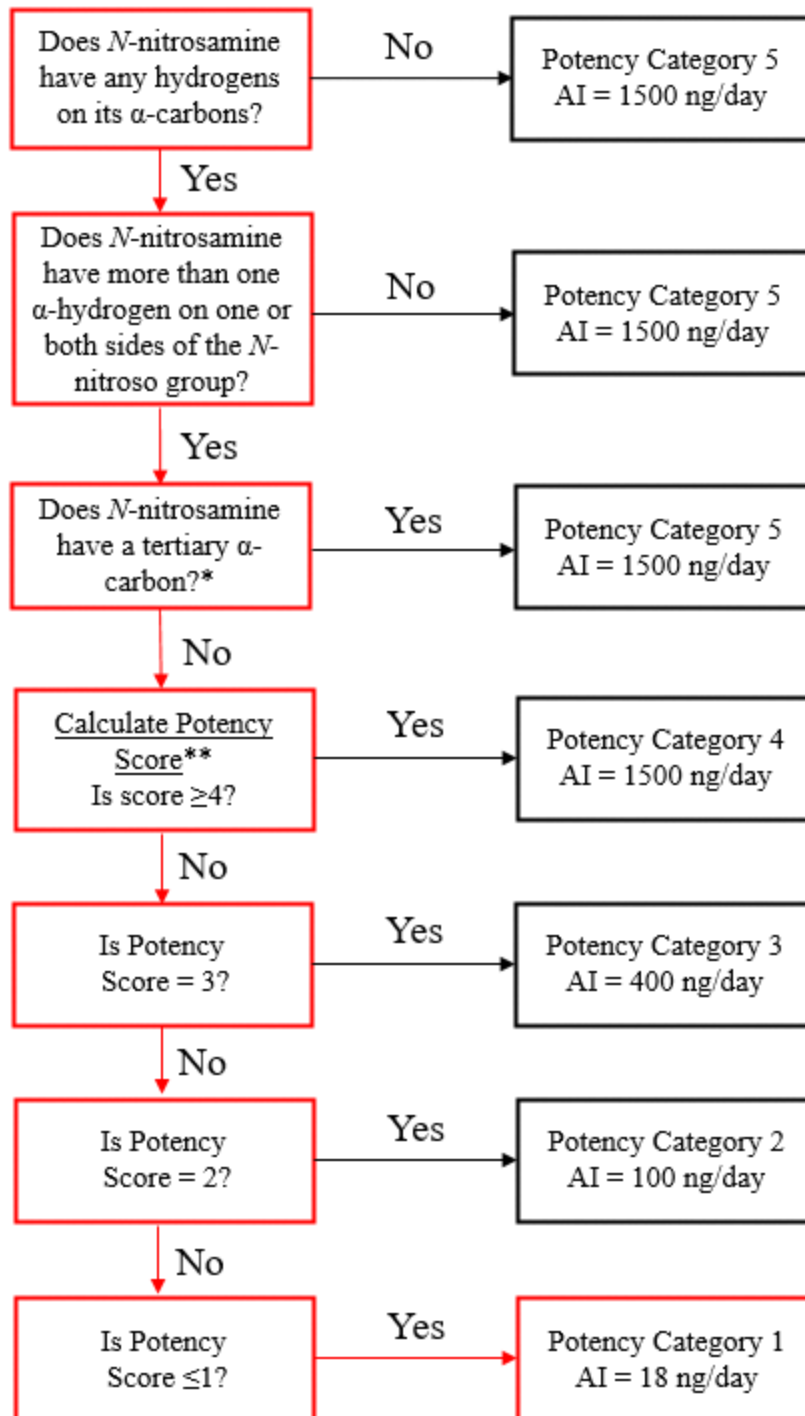 Does N-nitrosamine
have any hydrogens
on its α-carbons?
No
Potency Category 5
AI = 1500 ng/day
Yes
Does N-nitrosamine
have more than one
α-hydrogen on one or
both sides of the N-
nitroso group?
No
Potency Category 5
AI = 1500 ng/day
Yes
Does N-nitrosamine
have a tertiary α-
carbon?*
Yes
Potency Category 5
AI = 1500 ng/day
No
Calculate Potency
Score**
Is score ≥4?
Yes
Potency Category 4
AI = 1500 ng/day
No
Is Potency
Score = 3?
Yes
Potency Category 3
AI = 400 ng/day
No
Is Potency
Score = 2?
Yes
Potency Category 2
AI = 100 ng/day
No
Is Potency
Score ≤1?
Yes
Potency Category 1
AI = 18 ng/day